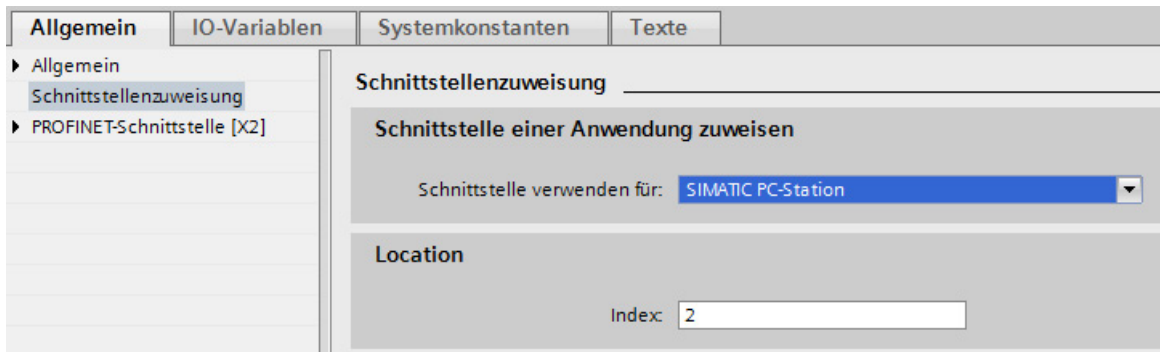 Allgemein IO-Variablen Systemkonstanten Texte
Allgemein
Schnittstellenzuweisung
PROFINET-Schnittstelle [X2]
Schnittstellenzuweisung
Schnittstelle einer Anwendung zuweisen
Schnittstelle verwenden für: SIMATIC PC-Station
Location
Index: 2